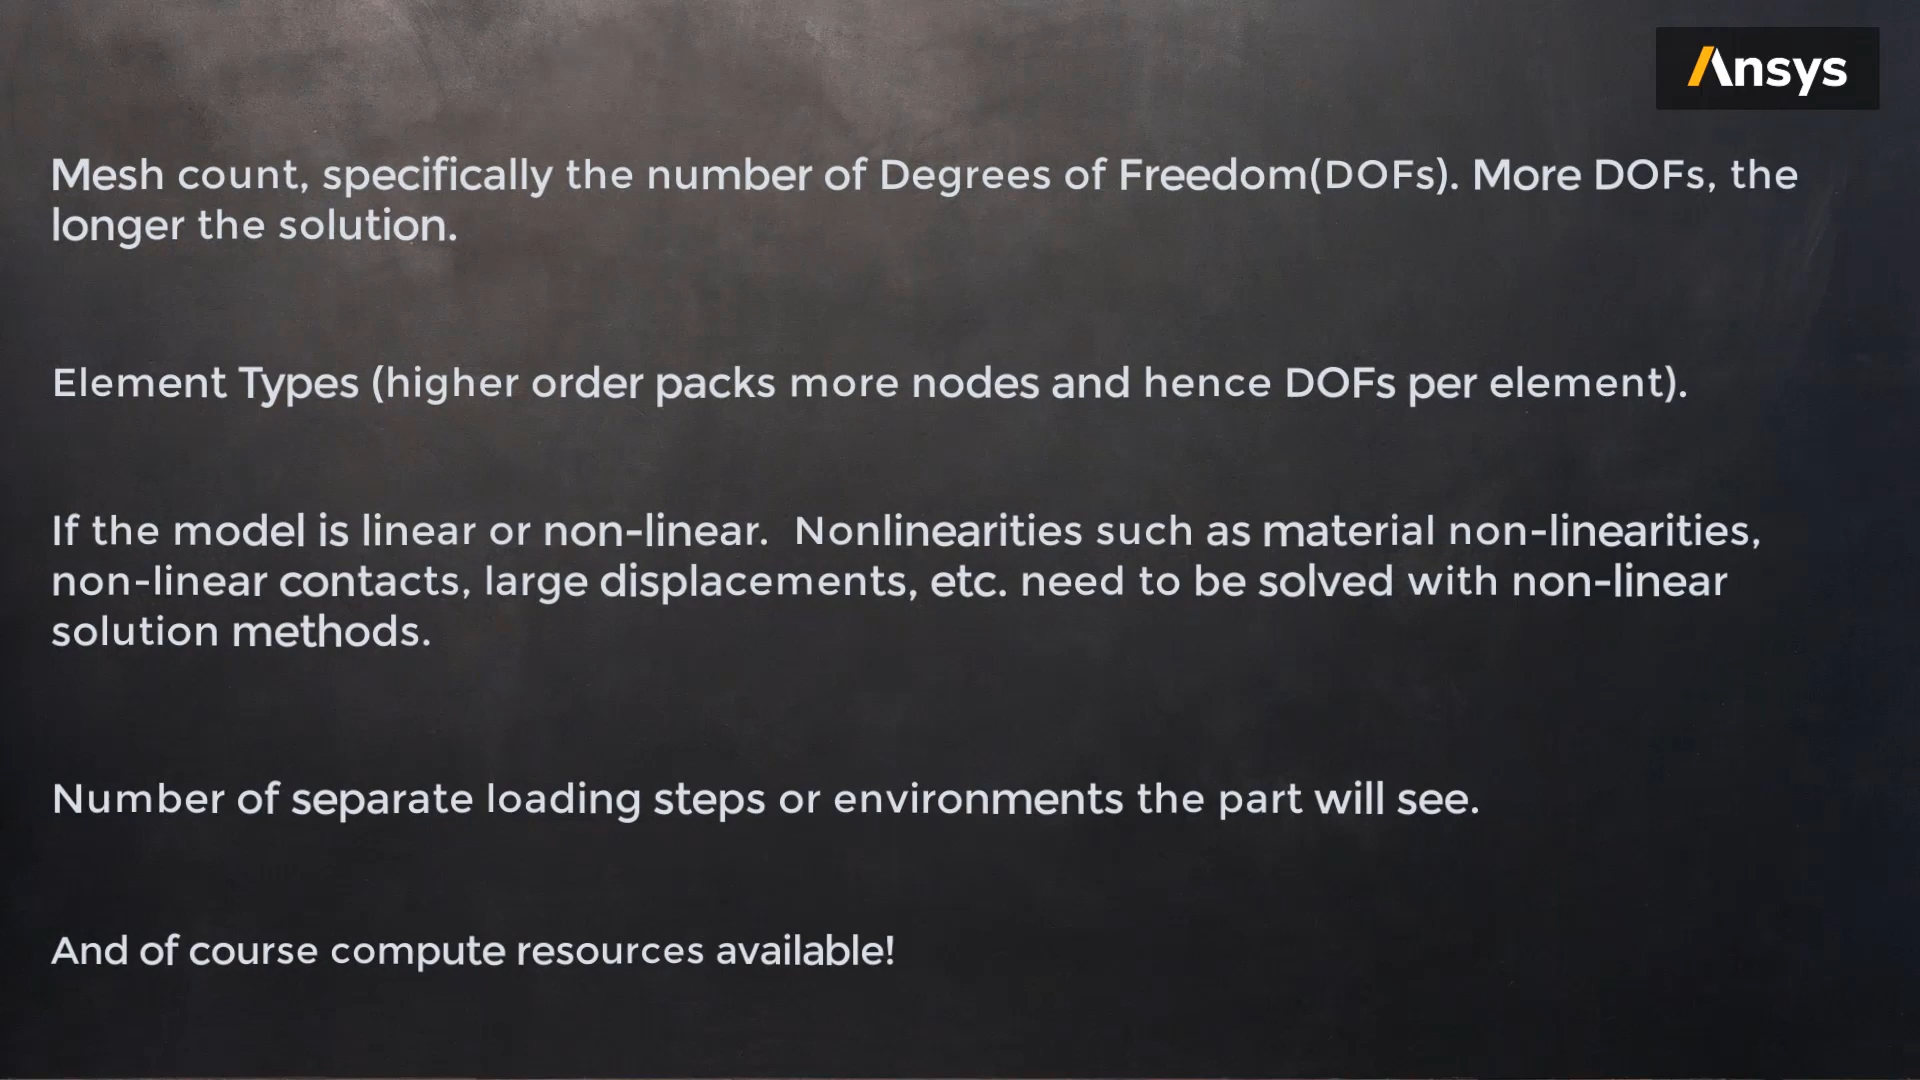 Ansys
Mesh count, specifically the number of Degrees of Freedom(DOFs). More DOFs, the
longer the solution.
Element Types (higher order packs more nodes and hence DOFs per element).
If the model is linear or non-linear.  Nonlinearities such as material non-linearities,
non-linear contacts, large displacements, etc. need to be solved with non-linear
solution methods.
Number of separate loading steps or environments the part will see.
And of course compute resources available!